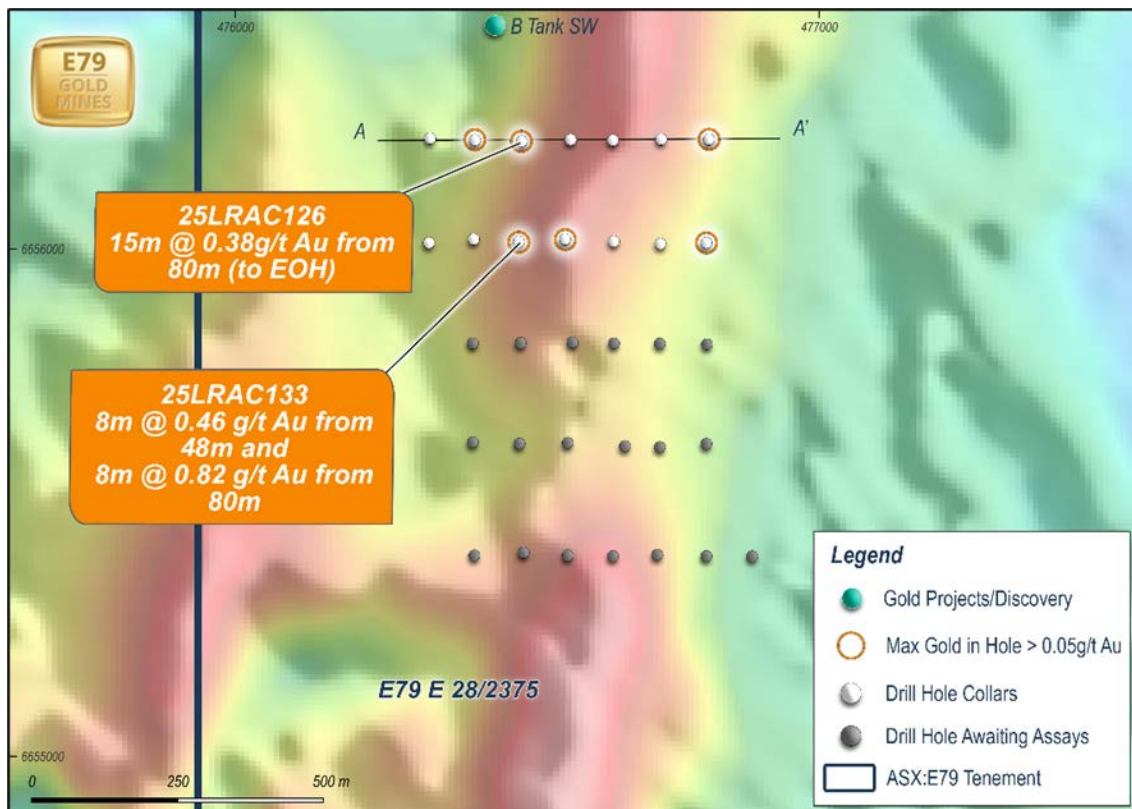 476000
477000
E79
GOLD
MINES
B Tank SW
A
A'
25LRAC126
15m @ 0.38g/t Au from
80m (to EOH)
6656000
25LRAC133
8m @ 0.46 g/t Au from
48m and
8m @ 0.82 g/t Au from
80m
Legend
Gold Projects/Discovery
Max Gold in Hole > 0.05g/t Au
Drill Hole Collars
Drill Hole Awaiting Assays
ASX:E79 Tenement
E79 E 28/2375
6655000
0
250
500 m